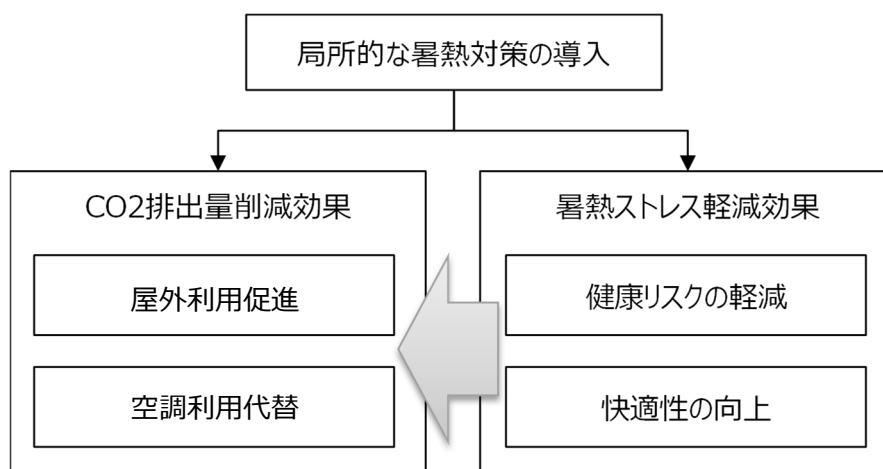 局所的な暑熱対策の導入
CO2排出量削減効果
屋外利用促進
空調利用代替
暑熱ストレス軽減効果
健康リスクの軽減
快適性の向上